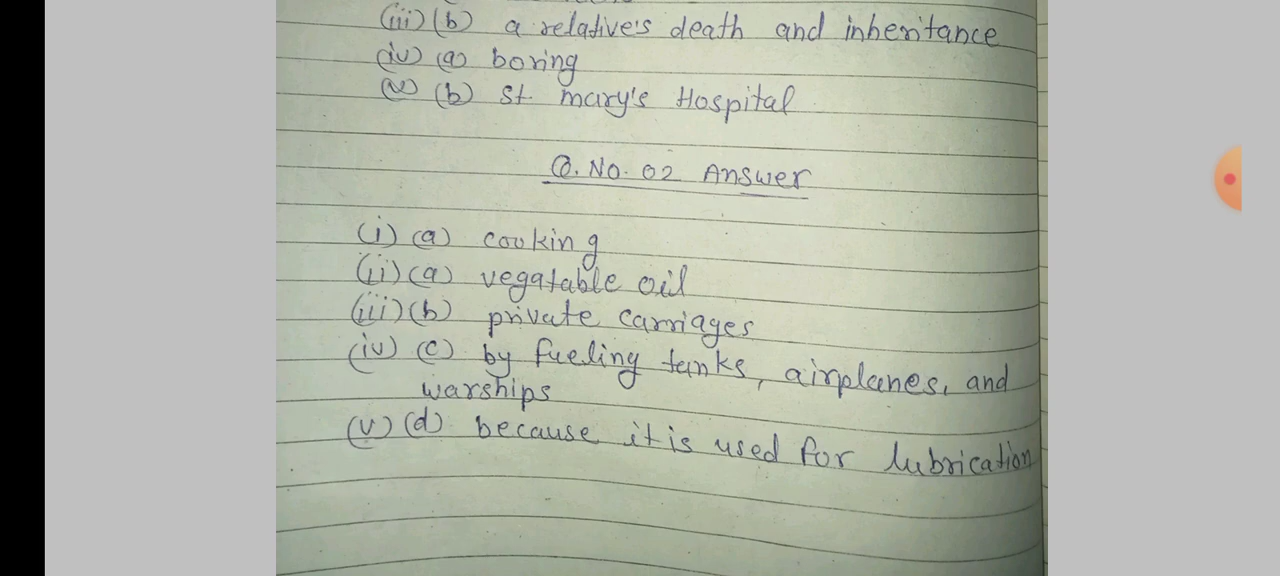 (iii) (b) a relative's death and inheritance
(iv) (a) boring
(v) (b) St. mary's Hospital
Q. No. 02 Answer
(i) (a) cooking
(ii) (a) vegatable oil
(iii) (b) private carriages
(iv) (c) by fueling tanks, airplanes, and
warships
(v) (d) because it is used for lubrication